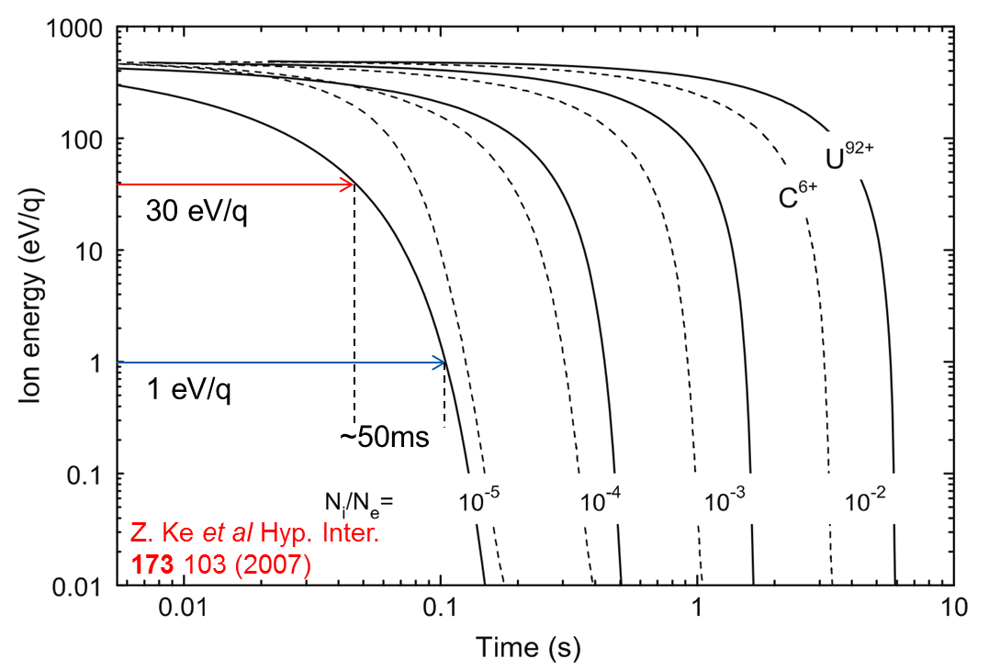 1000
100
10
1
0.1
0.01
Ion energy (eV/q)
30 eV/q
1 eV/q
~50ms
U92+
C6+
Ni/Ne=
10-5
10-4
10-3
10-2
Z. Ke et al Hyp. Inter.
173 103 (2007)
0.01
0.1
1
10
Time (s)